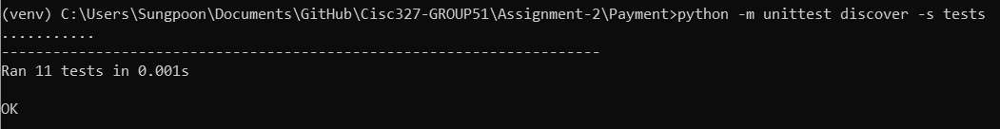 (venv) C:\Users\Sungpoon\Documents\GitHub\Cisc327-GROUP51\Assignment-2\Payment>python -m unittest discover -s tests
...........
----------------------------------------------------------------------
Ran 11 tests in 0.001s
OK